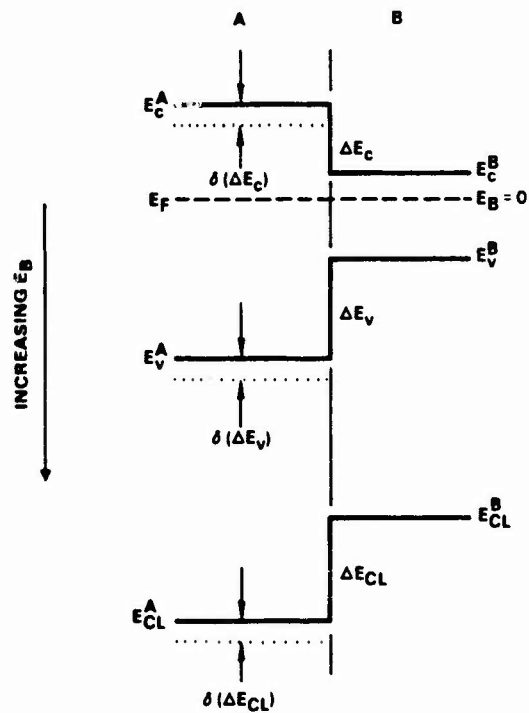 A B
E_c^A
ΔE_c
E_c^B
δ(ΔE_c)
E_F
E_B = 0
E_v^B
INCREASING E_B
ΔE_v
E_v^A
δ(ΔE_v)
E_CL^B
ΔE_CL
E_CL^A
δ(ΔE_CL)